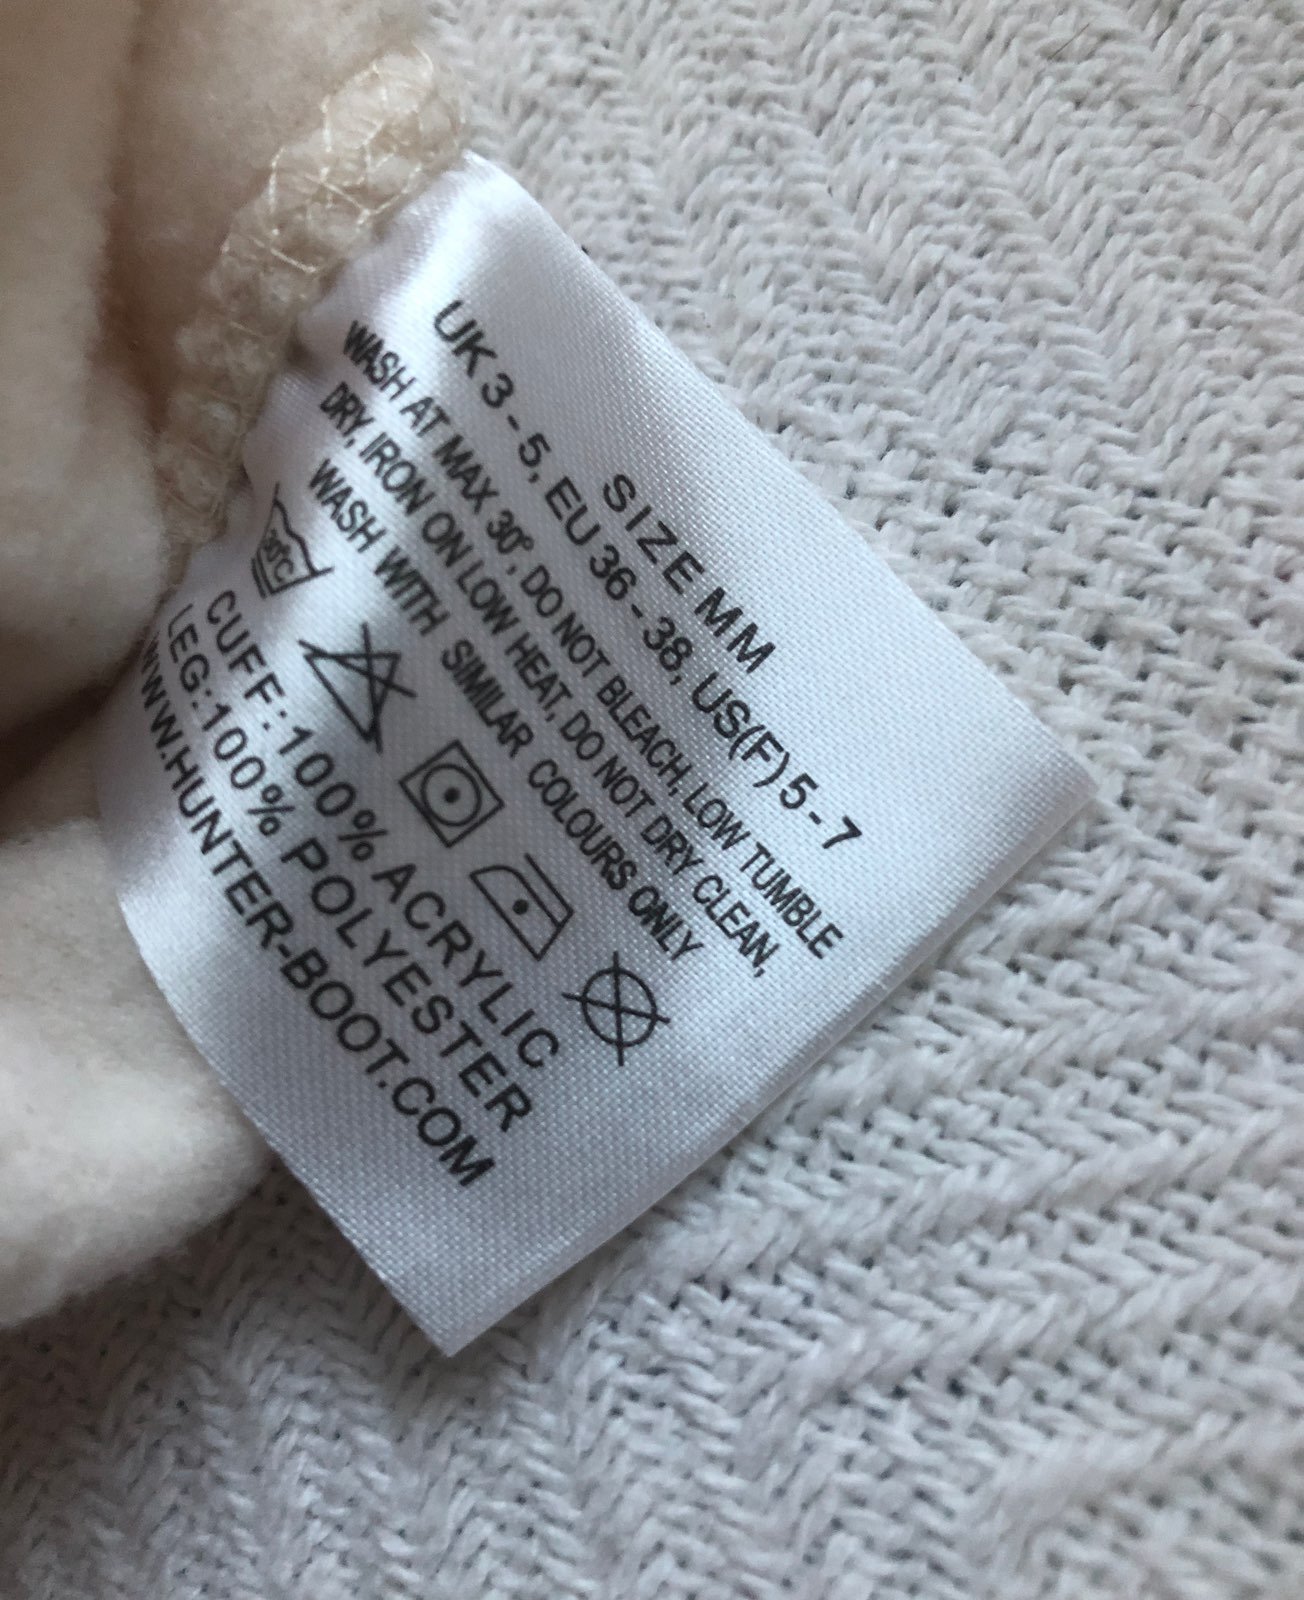 SIZE MM
UK 3 - 5, EU 36 - 38, US(F) 5 - 7
WASH AT MAX 30°, DO NOT BLEACH, LOW TUMBLE
DRY, IRON ON LOW HEAT, DO NOT DRY CLEAN,
WASH WITH SIMILAR COLOURS ONLY
30°C
CUFF: 100% ACRYLIC
LEG: 100% POLYESTER
WWW.HUNTER-BOOT.COM